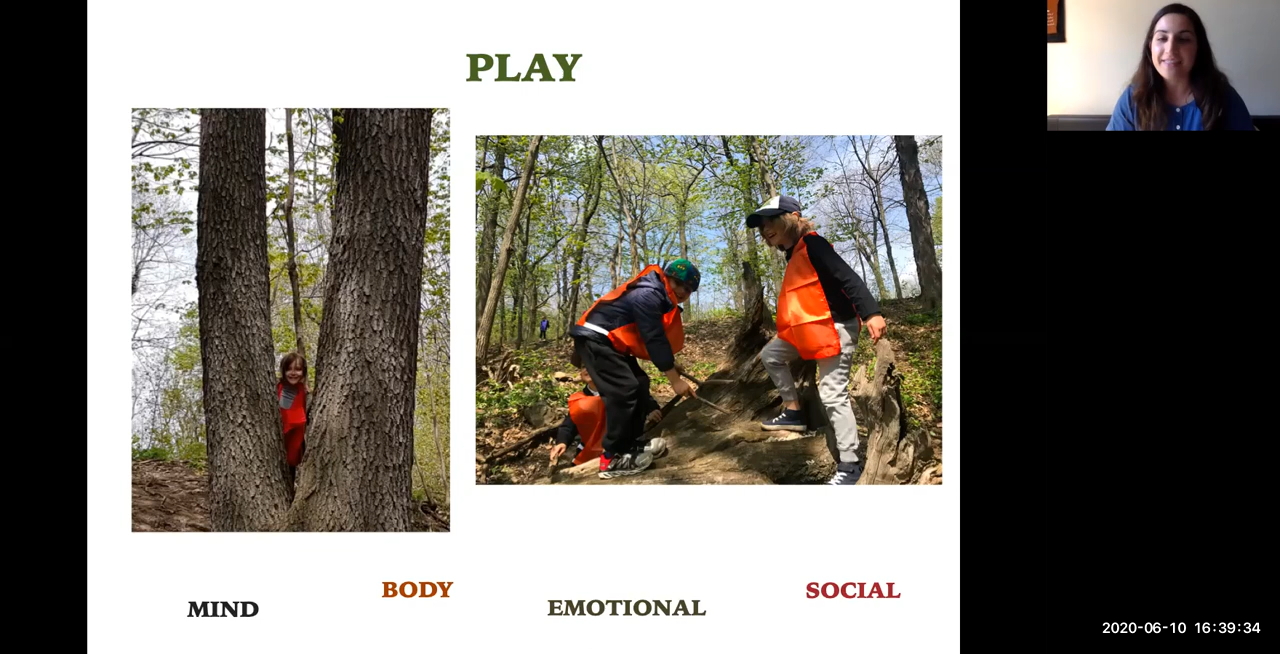 PLAY
MIND
BODY
EMOTIONAL
SOCIAL
2020-06-10 16:39:34